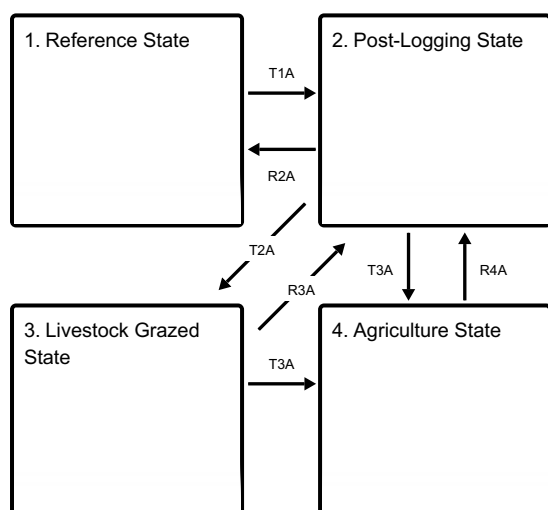 1. Reference State
2. Post-Logging State
T1A
R2A
T2A
R3A
T3A
R4A
3. Livestock Grazed
State
4. Agriculture State
T3A